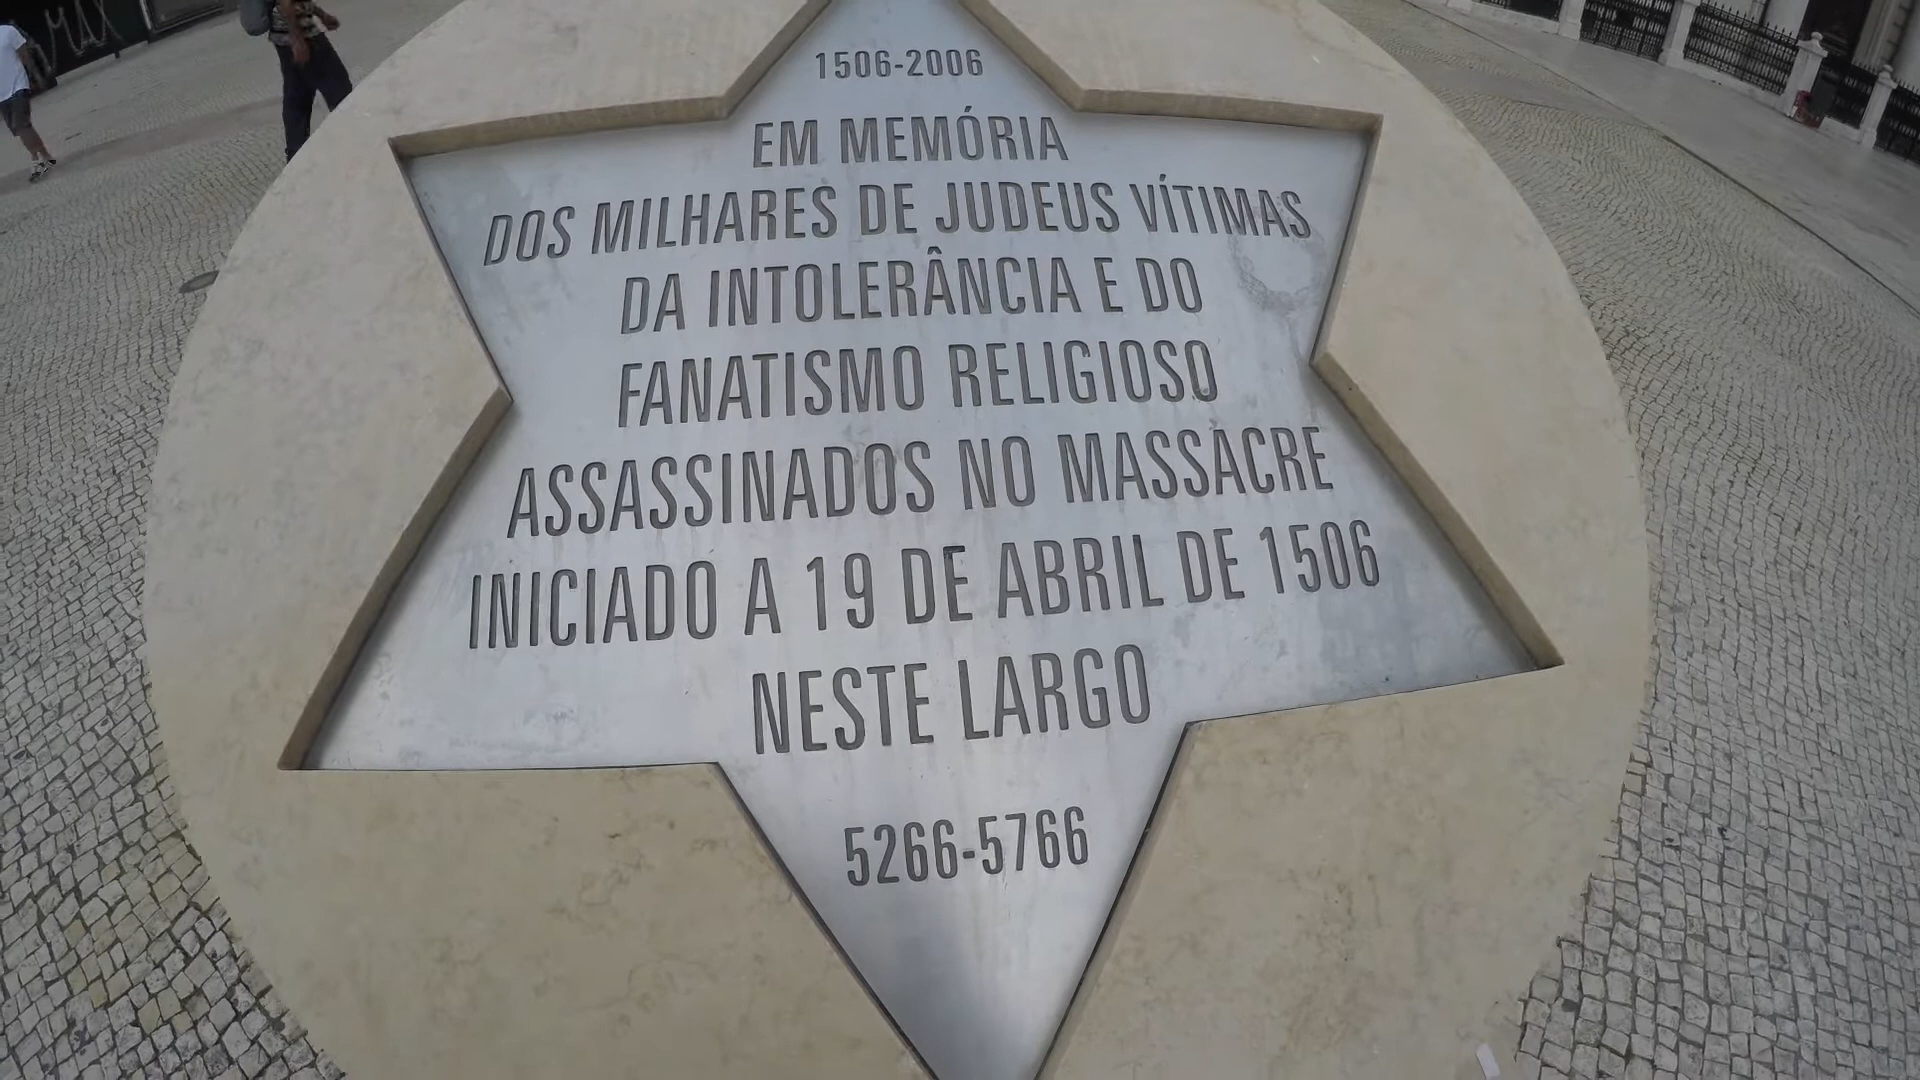 1506-2006
EM MEMÓRIA
DOS MILHARES DE JUDEUS VÍTIMAS
DA INTOLERÂNCIA E DO
FANATISMO RELIGIOSO
ASSASSINADOS NO MASSACRE
INICIADO A 19 DE ABRIL DE 1506
NESTE LARGO
5266-5766